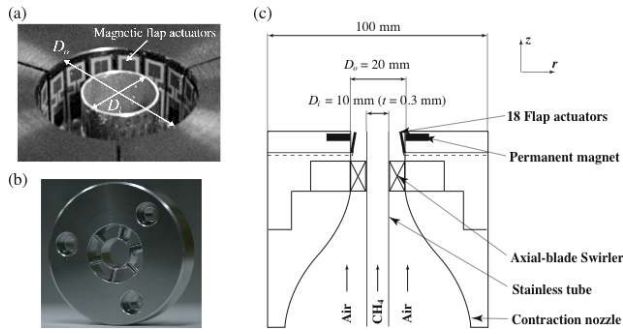 (a)
Magnetic flap actuators
Dₒ
Dᵢ
(b)
(c)
100 mm
Dₒ = 20 mm
Dᵢ = 10 mm (t = 0.3 mm)
z
r
18 Flap actuators
Permanent magnet
Axial-blade Swirler
Stainless tube
Contraction nozzle
Air
CH₄
Air